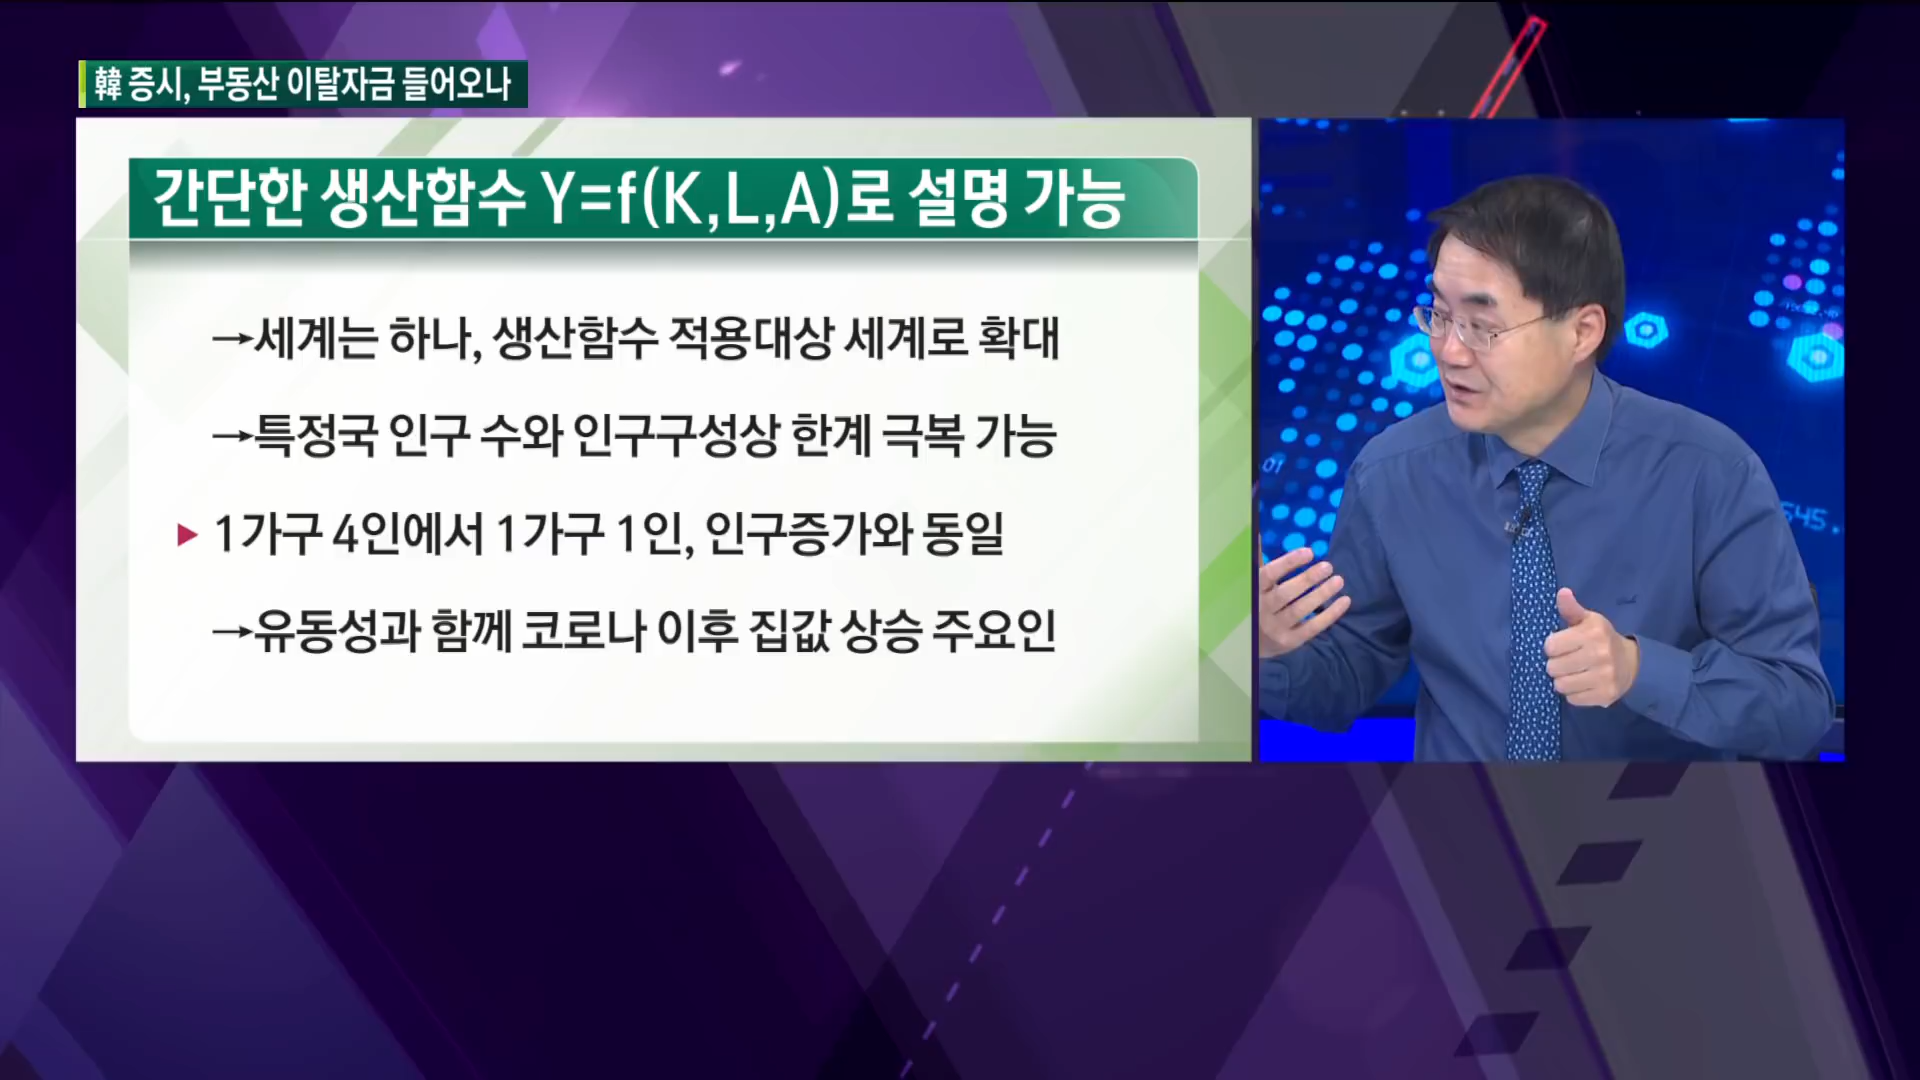 韓 증시, 부동산 이탈자금 들어오나
간단한 생산함수 Y=f(K,L,A)로 설명 가능
→세계는 하나, 생산함수 적용대상 세계로 확대
→특정국 인구 수와 인구구성상 한계 극복 가능
▶ 1가구 4인에서 1가구 1인, 인구증가와 동일
→유동성과 함께 코로나 이후 집값 상승 주요인
01
545.